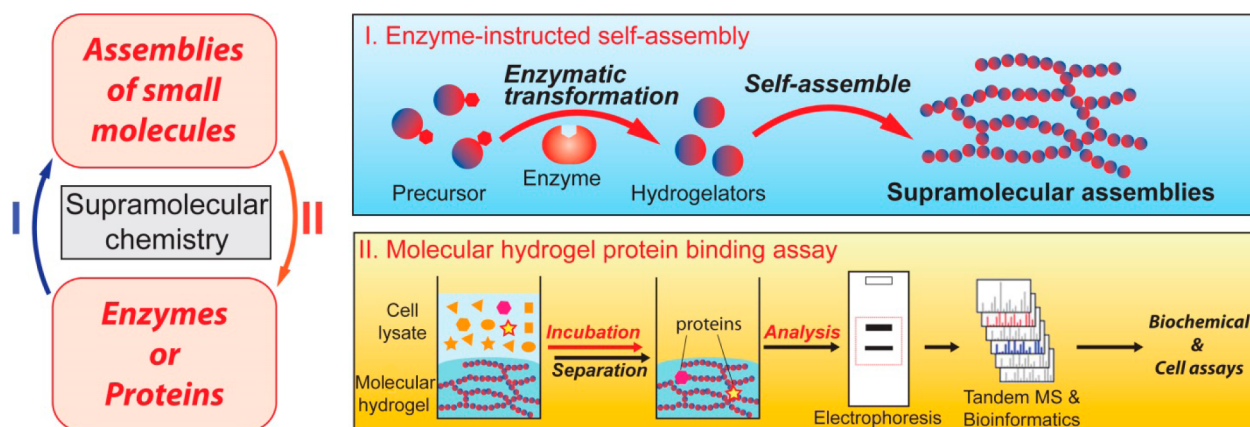 Assemblies
of small
molecules
I
Supramolecular
chemistry
II
Enzymes
or
Proteins
I. Enzyme-instructed self-assembly
Enzymatic
transformation
Self-assemble
Precursor
Enzyme
Hydrogelators
Supramolecular assemblies
II. Molecular hydrogel protein binding assay
Cell
lysate
Molecular
hydrogel
Incubation
Separation
proteins
Analysis
Electrophoresis
Tandem MS &
Bioinformatics
Biochemical
&
Cell assays